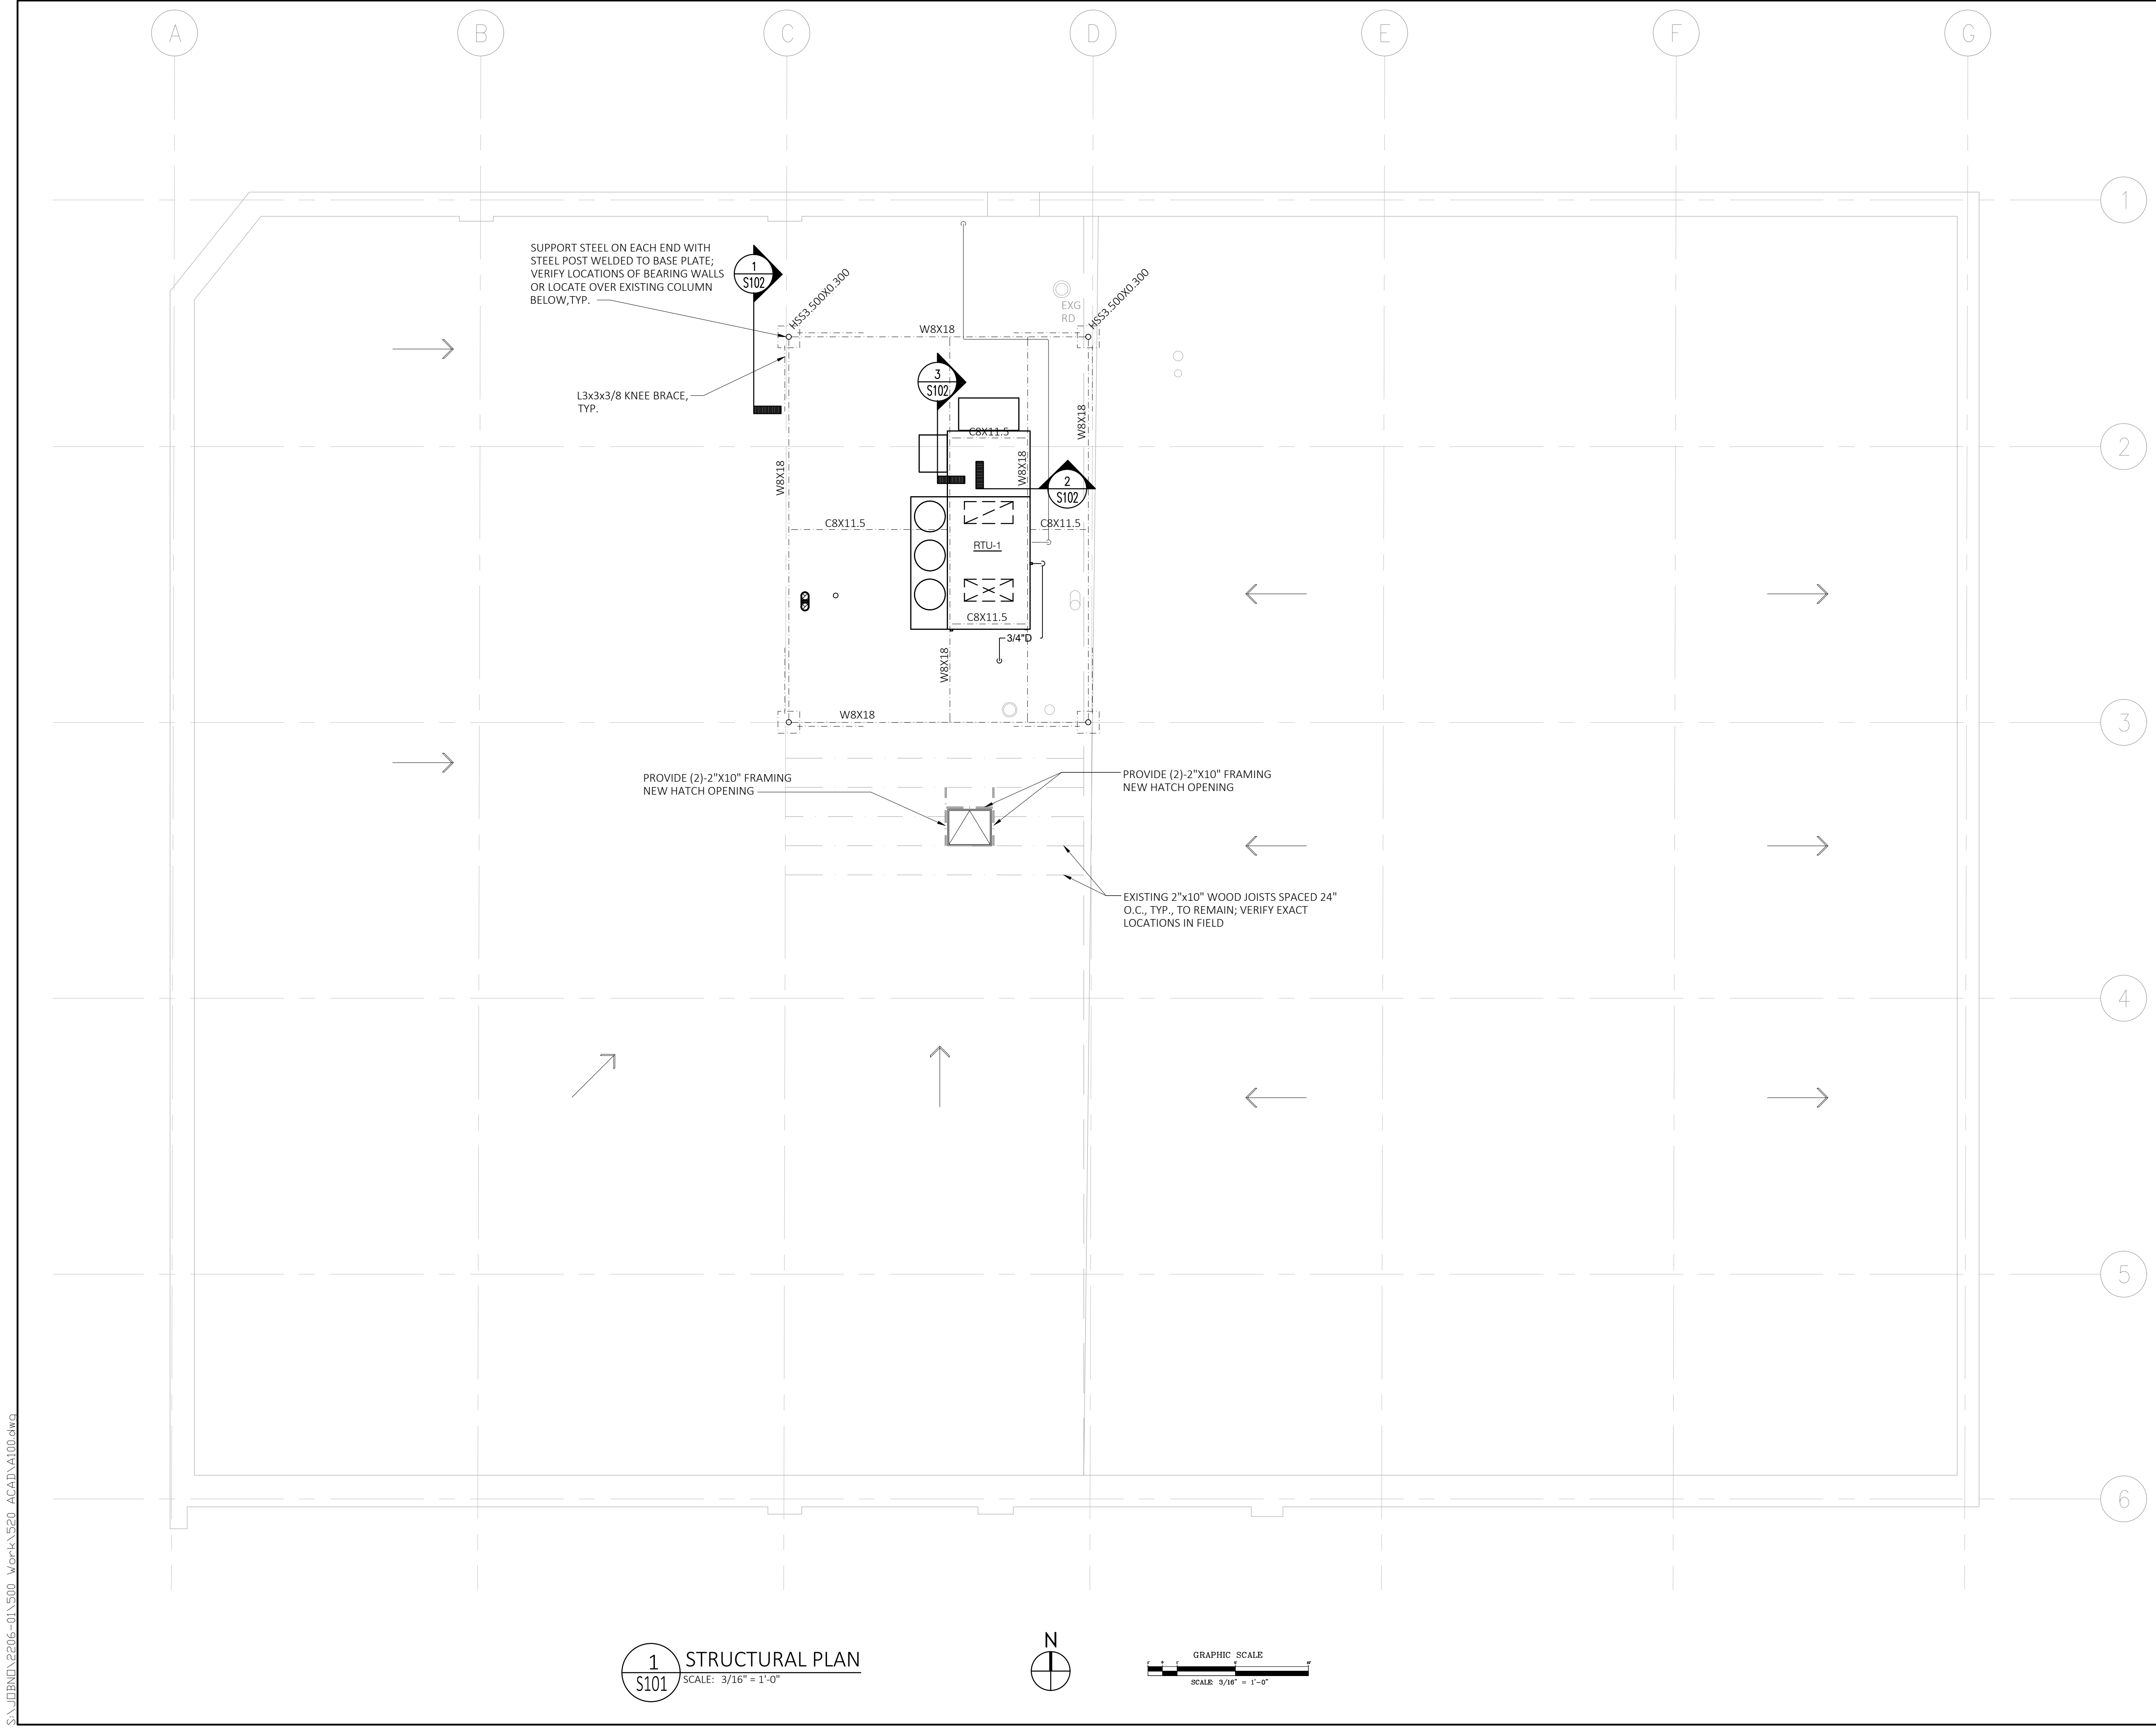 A
B
C
D
E
F
G
1
2
3
4
5
6
SUPPORT STEEL ON EACH END WITH
STEEL POST WELDED TO BASE PLATE;
VERIFY LOCATIONS OF BEARING WALLS
OR LOCATE OVER EXISTING COLUMN
BELOW,TYP.
1
S102
HSS3.500X0.300
EXG
RD
HSS3.500X0.300
W8X18
L3x3x3/8 KNEE BRACE,
TYP.
3
S102
C8X11.5
W8X18
W8X18
W8X18
2
S102
C8X11.5
C8X11.5
RTU-1
C8X11.5
3/4"D
W8X18
W8X18
PROVIDE (2)-2"X10" FRAMING
NEW HATCH OPENING
PROVIDE (2)-2"X10" FRAMING
NEW HATCH OPENING
EXISTING 2"x10" WOOD JOISTS SPACED 24"
O.C., TYP., TO REMAIN; VERIFY EXACT
LOCATIONS IN FIELD
1
S101
STRUCTURAL PLAN
SCALE: 3/16" = 1'-0"
N
GRAPHIC SCALE
SCALE: 3/16" = 1'-0"
S:\JOBNO\2206-01\500 Work\520 ACAD\A100.dwg